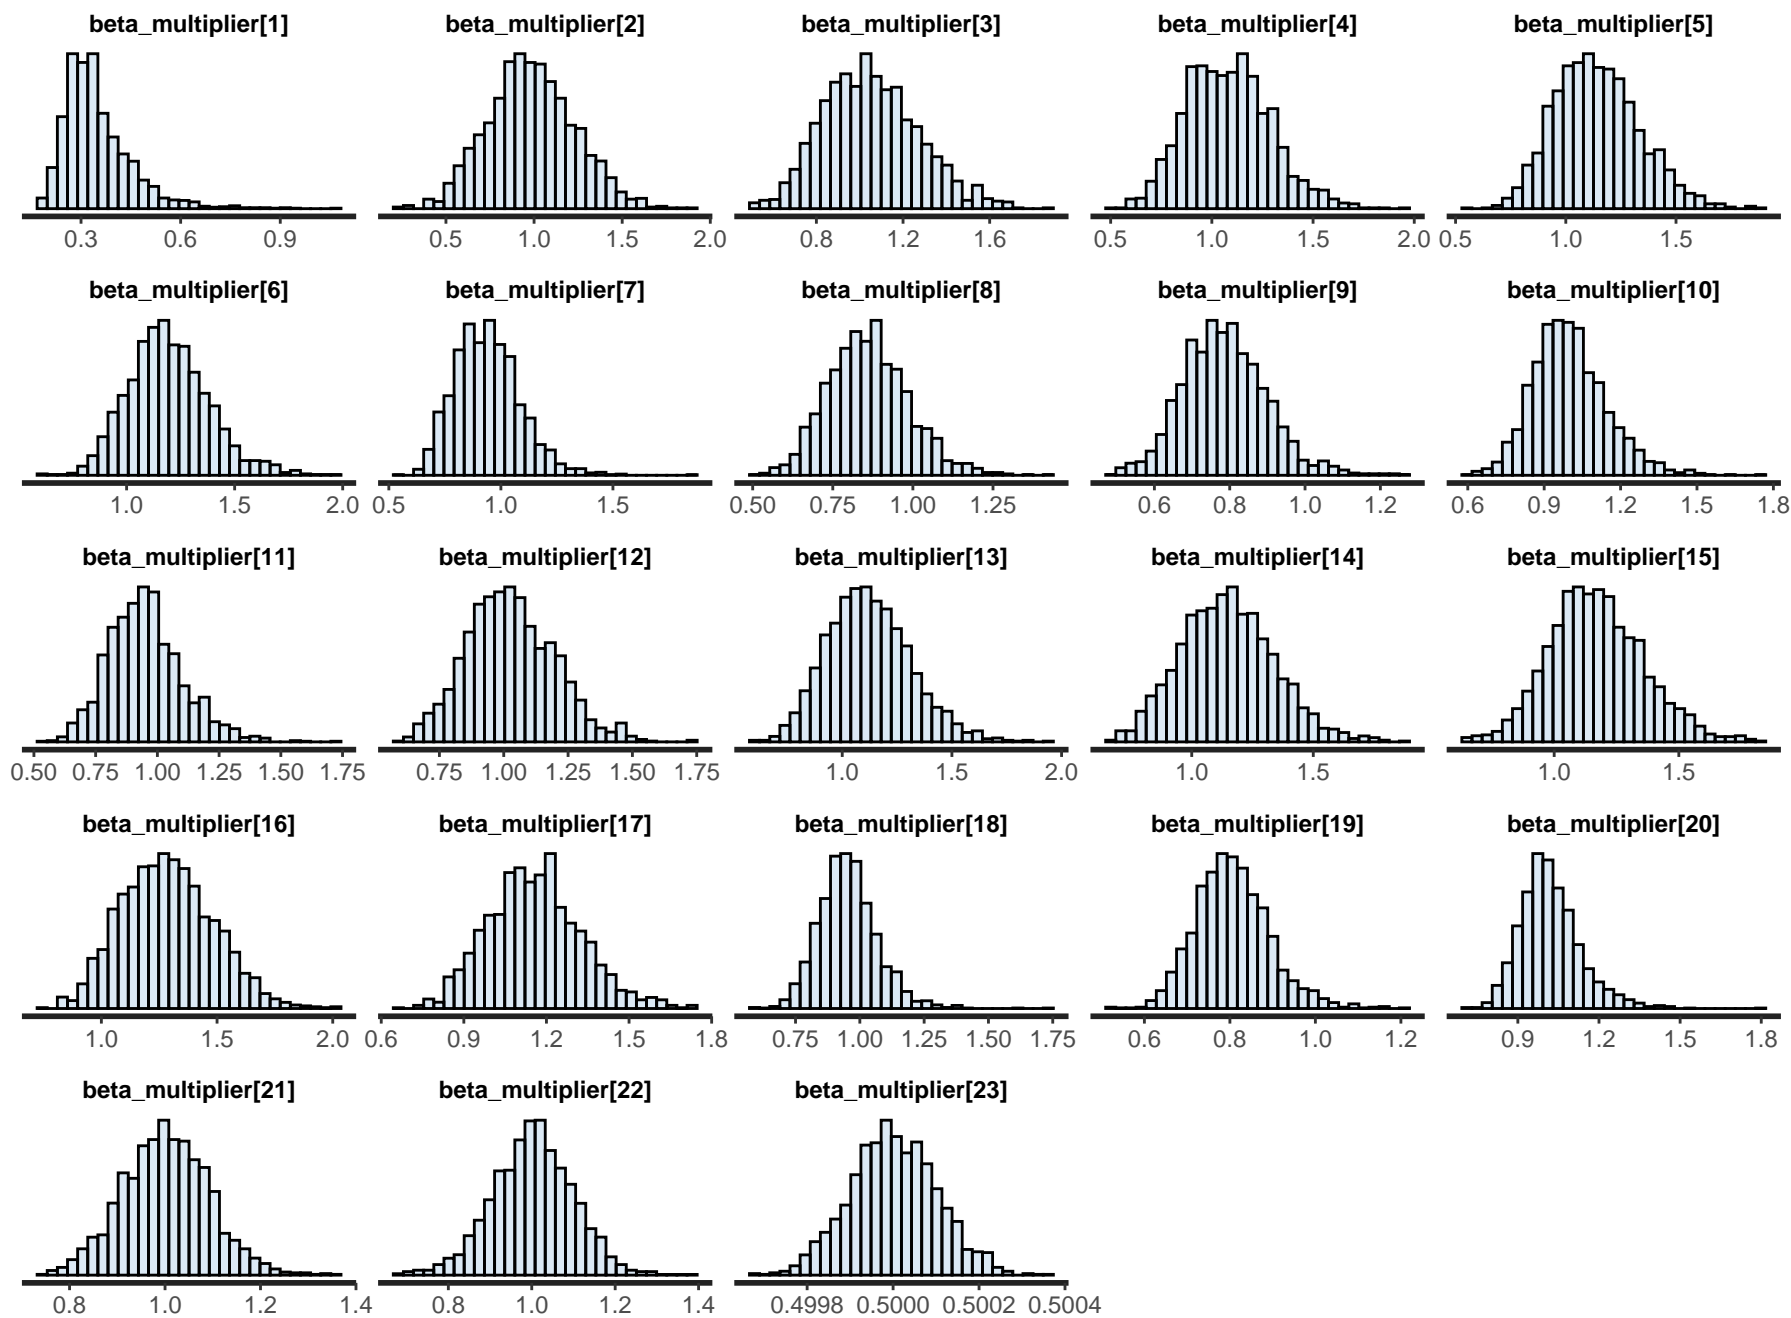 beta_multiplier[1] beta_multiplier[2] beta_multiplier[3] beta_multiplier[4] beta_multiplier[5]
0.3 0.6 0.9 0.5 1.0 1.5 2.0 0.8 1.2 1.6 0.5 1.0 1.5 2.0 0.5 1.0 1.5
beta_multiplier[6] beta_multiplier[7] beta_multiplier[8] beta_multiplier[9] beta_multiplier[10]
1.0 1.5 2.0 0.5 1.0 1.5 0.50 0.75 1.00 1.25 0.6 0.8 1.0 1.2 0.6 0.9 1.2 1.5 1.8
beta_multiplier[11] beta_multiplier[12] beta_multiplier[13] beta_multiplier[14] beta_multiplier[15]
0.50 0.75 1.00 1.25 1.50 1.75 0.75 1.00 1.25 1.50 1.75 1.0 1.5 2.0 1.0 1.5 1.0 1.5
beta_multiplier[16] beta_multiplier[17] beta_multiplier[18] beta_multiplier[19] beta_multiplier[20]
1.0 1.5 2.0 0.6 0.9 1.2 1.5 1.8 0.75 1.00 1.25 1.50 1.75 0.6 0.8 1.0 1.2 0.9 1.2 1.5 1.8
beta_multiplier[21] beta_multiplier[22] beta_multiplier[23]
0.8 1.0 1.2 1.4 0.8 1.0 1.2 1.4 0.4998 0.5000 0.5002 0.5004